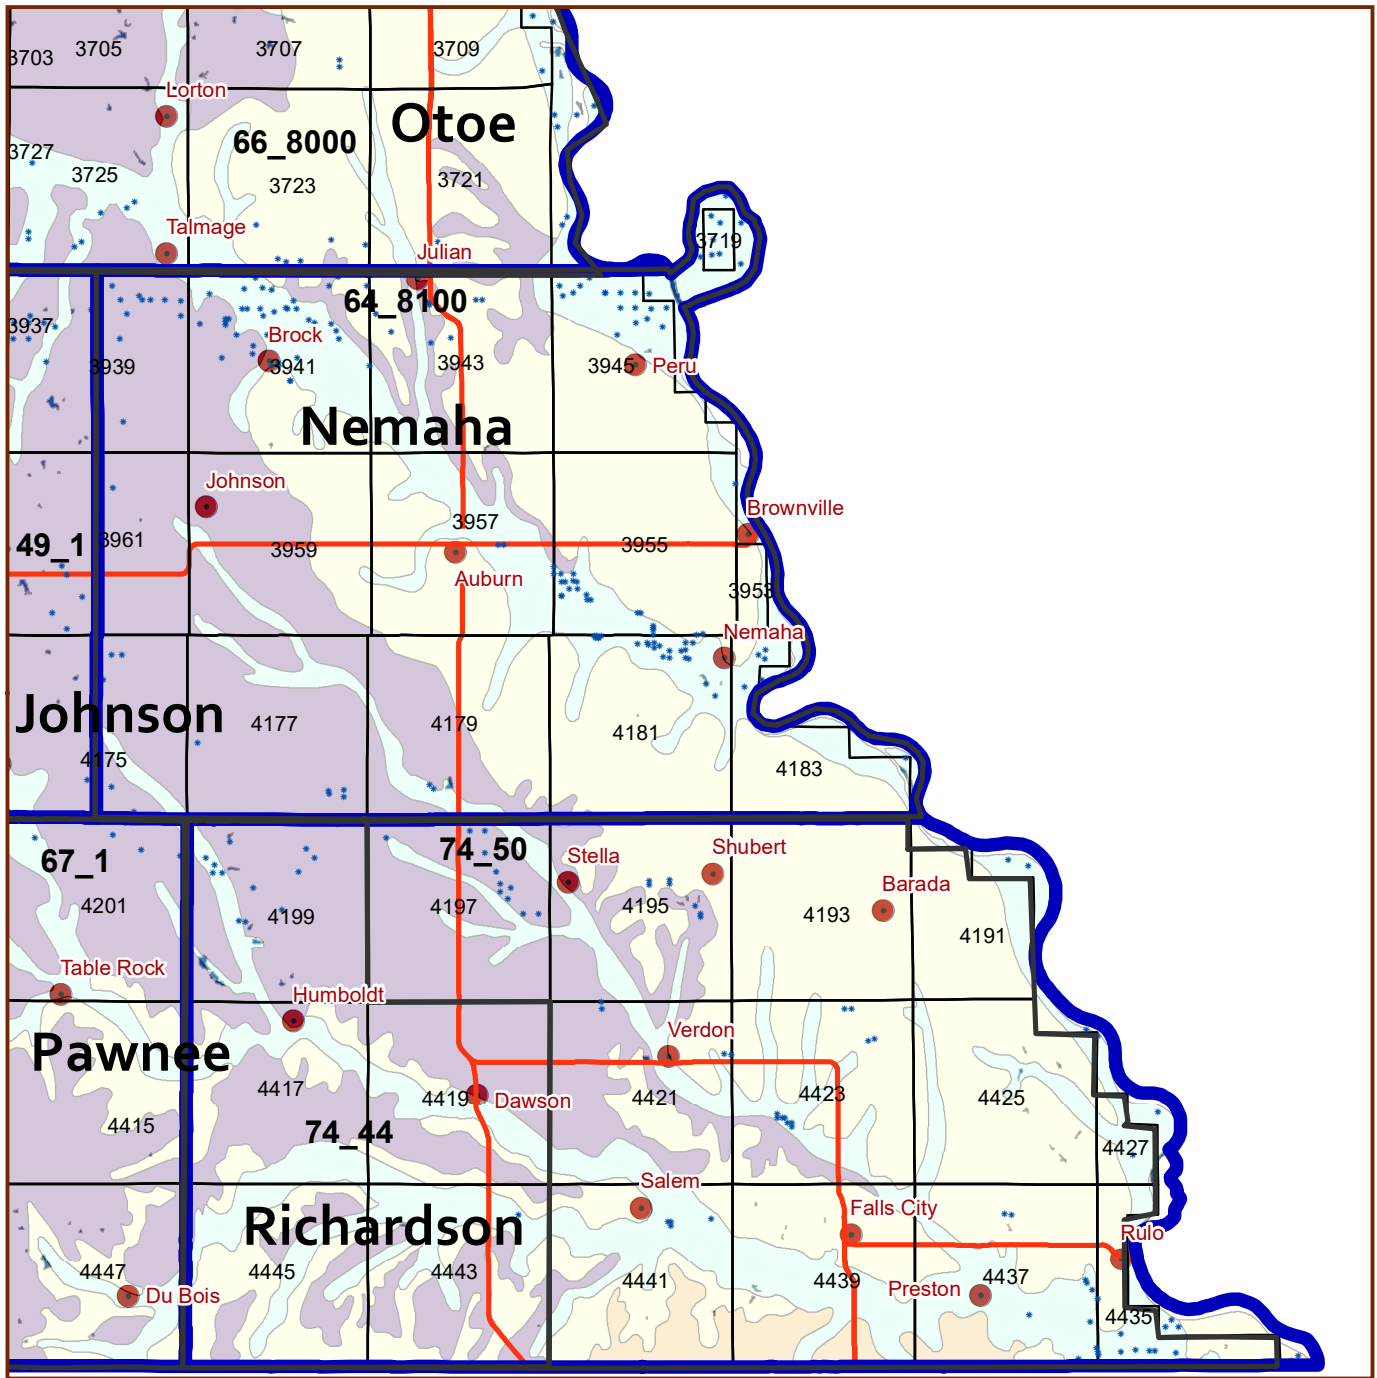 3703
3705
3707
3709
Lorton
Otoe
66_8000
3727
3725
3723
3721
Talmage
Julian
3719
64_8100
3937
Brock
3939
3941
3943
3945
Peru
Nemaha
Johnson
Brownville
49_1
3961
3959
3957
3955
Auburn
3953
Nemaha
Johnson
4177
4179
4181
4175
4183
67_1
74_50
Stella
Shubert
Barada
4201
4199
4197
4195
4193
4191
Table Rock
Humboldt
Verdon
Pawnee
4417
4419
Dawson
4421
4423
4425
4415
74_44
4427
Salem
Falls City
Richardson
Rulo
4447
4445
4443
4441
4439
4437
Du Bois
Preston
4435